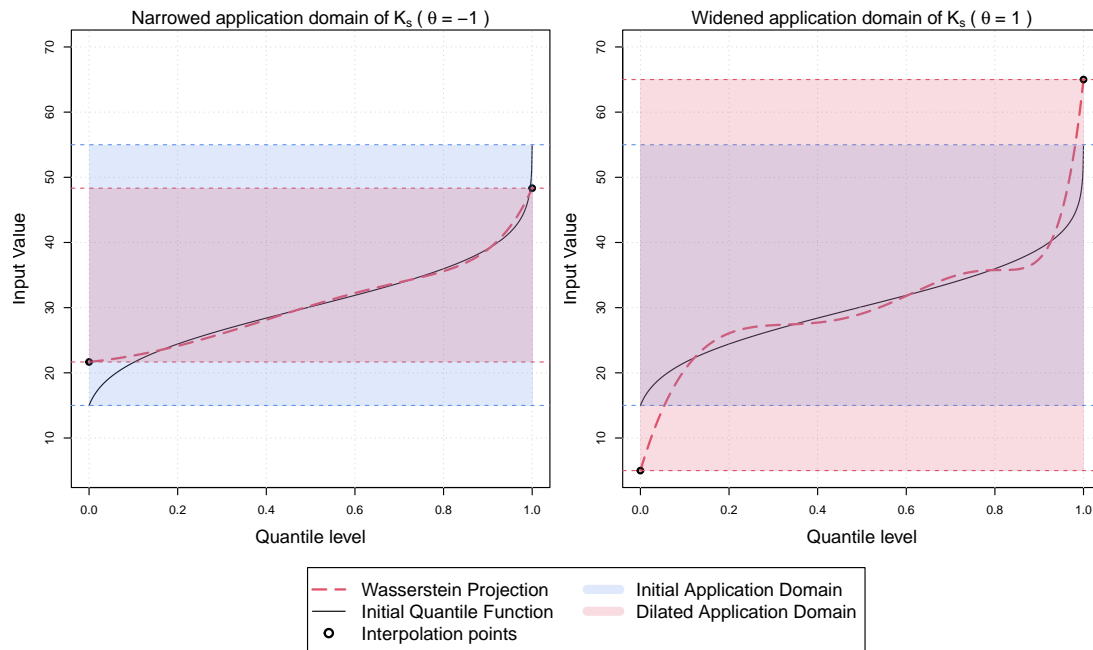 Narrowed application domain of Ks ( θ = −1 )
70
60
50
40
30
20
10
Input Value
0.0 0.2 0.4 0.6 0.8 1.0
Quantile level
Widened application domain of Ks ( θ = 1 )
70
60
50
40
30
20
10
Input Value
0.0 0.2 0.4 0.6 0.8 1.0
Quantile level
Wasserstein Projection
Initial Quantile Function
Interpolation points
Initial Application Domain
Dilated Application Domain